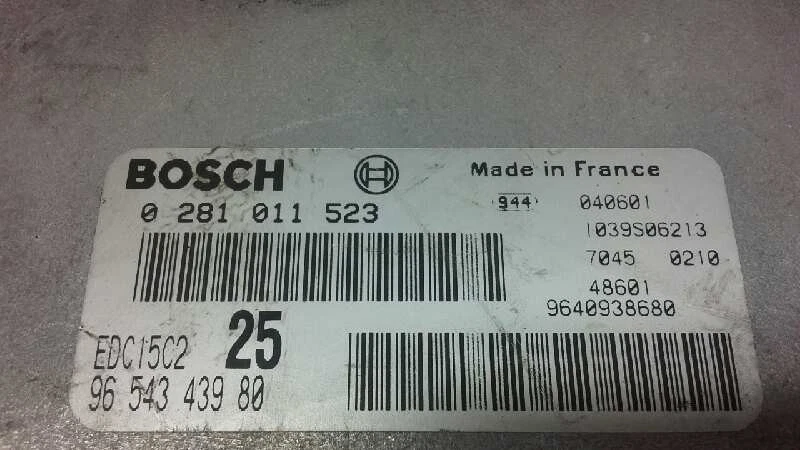 BOSCH
Made in France
0 281 011 523
944 040601
1039S06213
7045 0210
48601
9640938680
EDC15C2 25
96 543 439 80